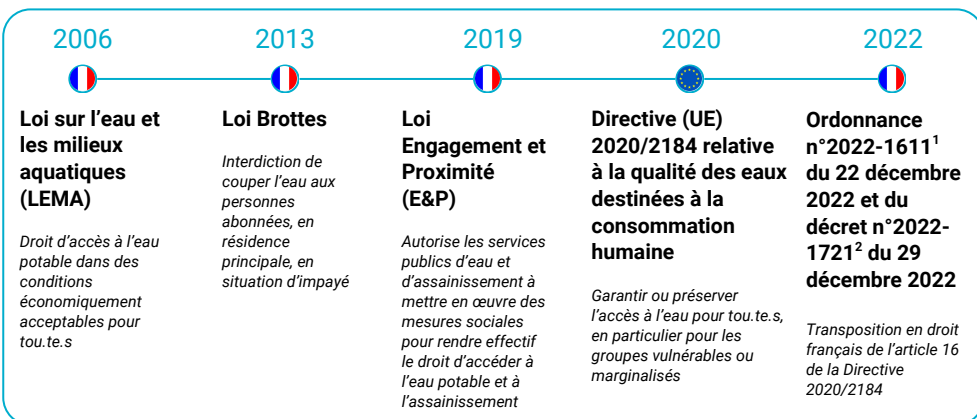 2006
2013
2019
2020
2022
Loi sur l’eau et
les milieux
aquatiques
(LEMA)
Droit d’accès à l’eau
potable dans des
conditions
économiquement
acceptables pour
tou.te.s
Loi Brottes
Interdiction de
couper l’eau aux
personnes
abonnées, en
résidence
principale, en
situation d’impayé
Loi
Engagement et
Proximité
(E&P)
Autorise les services
publics d’eau et
d’assainissement à
mettre en œuvre des
mesures sociales
pour rendre effectif
le droit d’accéder à
l’eau potable et à
l’assainissement
Directive (UE)
2020/2184 relative
à la qualité des eaux
destinées à la
consommation
humaine
Garantir ou préserver
l’accès à l’eau pour tou.te.s,
en particulier pour les
groupes vulnérables ou
marginalisés
Ordonnance
n°2022-1611¹
du 22 décembre
2022 et du
décret n°2022-
1721² du 29
décembre 2022
Transposition en droit
français de l’article 16
de la Directive
2020/2184